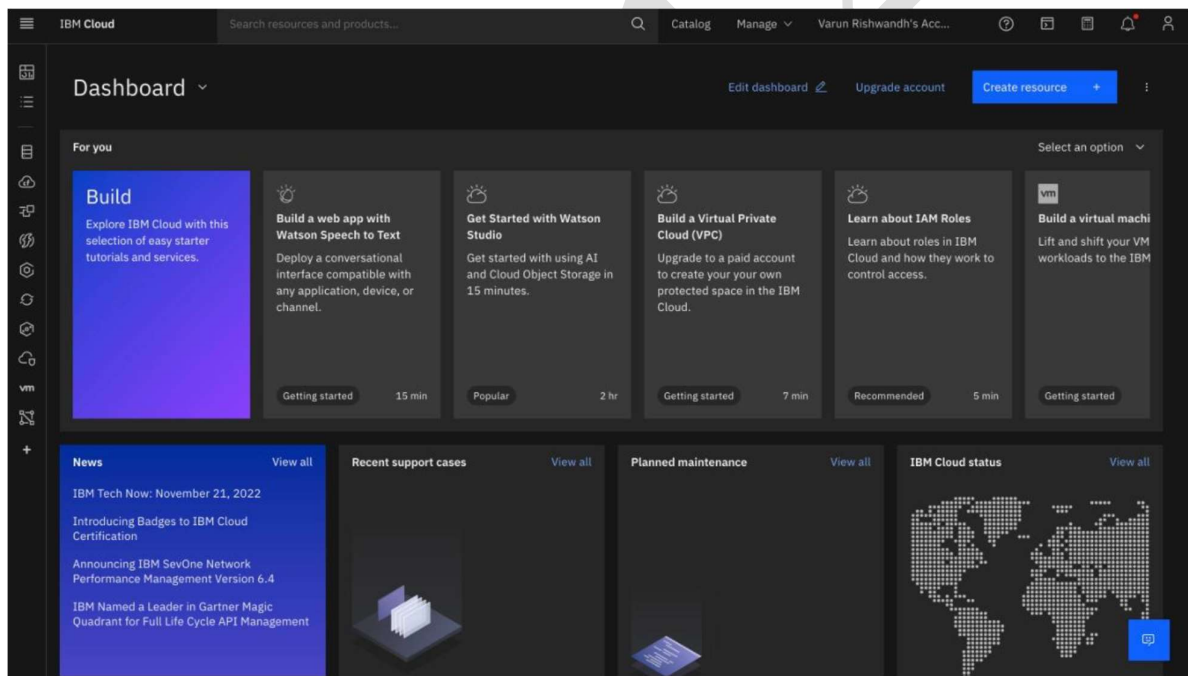 IBM Cloud
Search resources and products...
Catalog
Manage
Varun Rishwandh's Acc...
Dashboard
Edit dashboard
Upgrade account
Create resource +
For you
Select an option
Build
Explore IBM Cloud with this
selection of easy starter
tutorials and services.
Build a web app with
Watson Speech to Text
Deploy a conversational
interface compatible with
any application, device, or
channel.
Getting started
15 min
Get Started with Watson
Studio
Get started with using AI
and Cloud Object Storage in
15 minutes.
Popular
2 hr
Build a Virtual Private
Cloud (VPC)
Upgrade to a paid account
to create your your own
protected space in the IBM
Cloud.
Getting started
7 min
Learn about IAM Roles
Learn about roles in IBM
Cloud and how they work to
control access.
Recommended
5 min
vm
Build a virtual machi
Lift and shift your VM
workloads to the IBM
Getting started
vm
News
View all
IBM Tech Now: November 21, 2022
Introducing Badges to IBM Cloud
Certification
Announcing IBM SevOne Network
Performance Management Version 6.4
IBM Named a Leader in Gartner Magic
Quadrant for Full Life Cycle API Management
Recent support cases
View all
Planned maintenance
View all
IBM Cloud status
View all